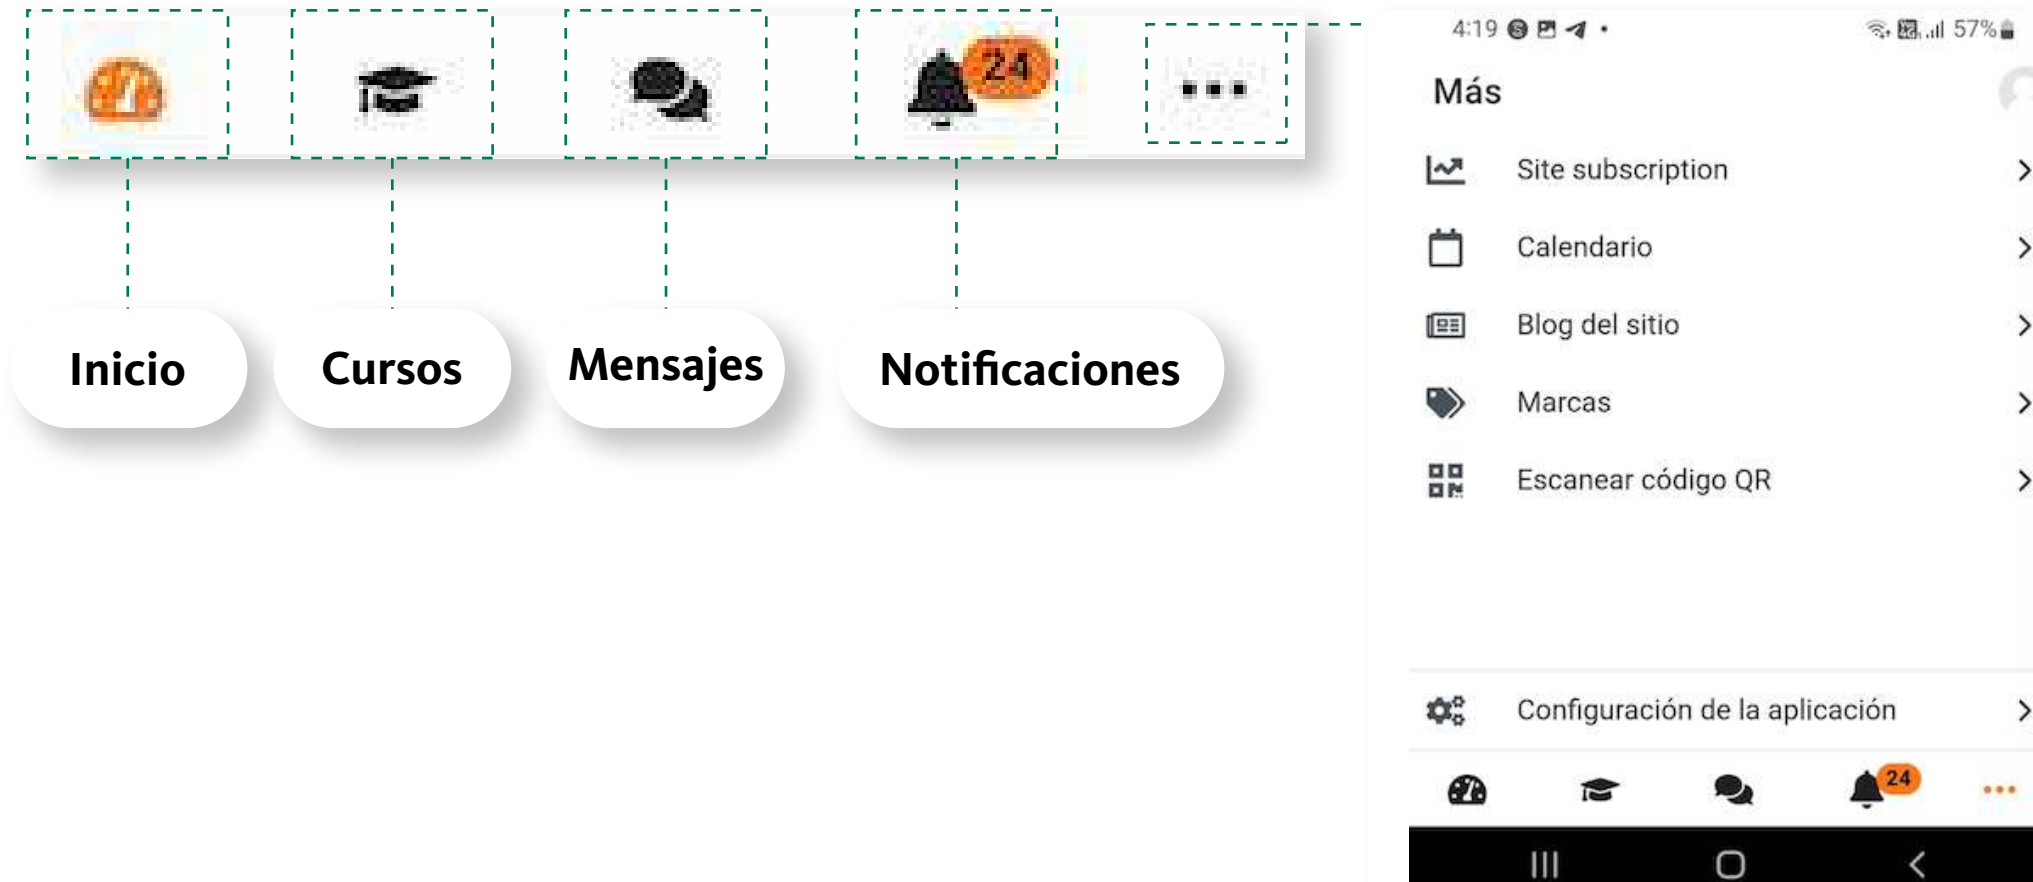 24
Inicio
Cursos
Mensajes
Notificaciones
4:19
57%
Más
Site subscription
Calendario
Blog del sitio
Marcas
Escanear código QR
Configuración de la aplicación
24